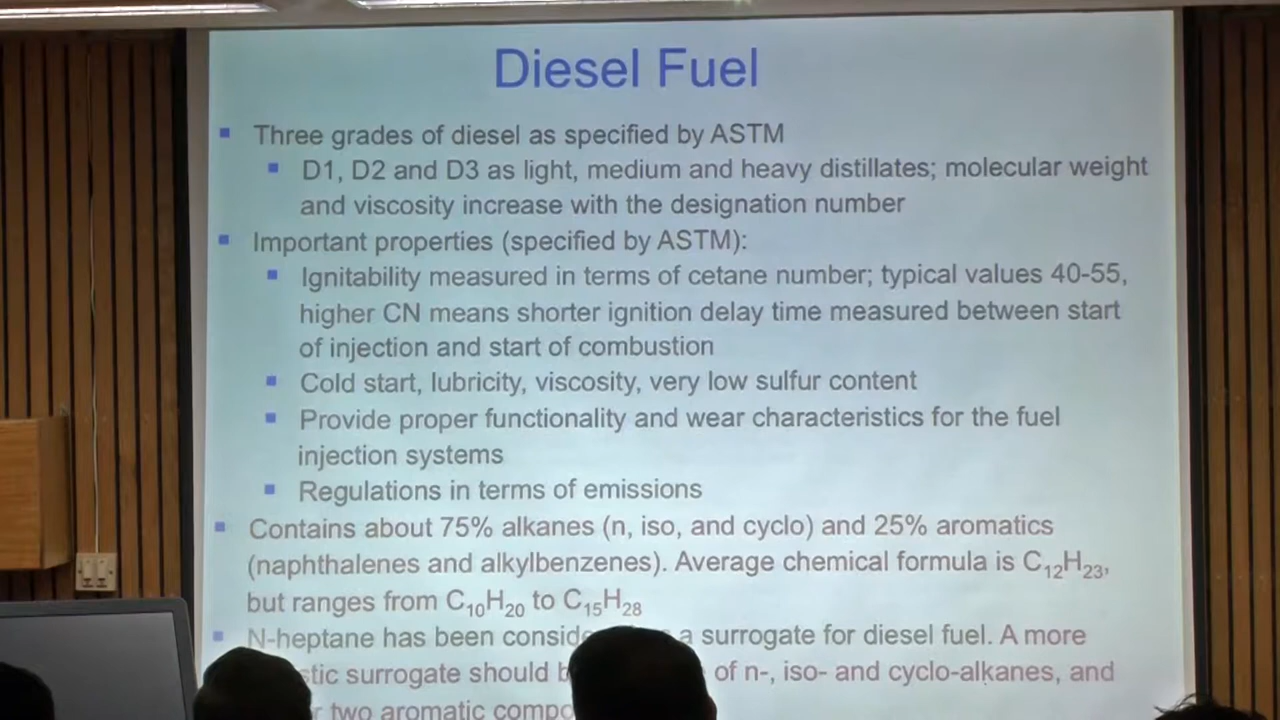 Diesel Fuel
Three grades of diesel as specified by ASTM
D1, D2 and D3 as light, medium and heavy distillates; molecular weight
and viscosity increase with the designation number
Important properties (specified by ASTM):
Ignitability measured in terms of cetane number; typical values 40-55,
higher CN means shorter ignition delay time measured between start
of injection and start of combustion
Cold start, lubricity, viscosity, very low sulfur content
Provide proper functionality and wear characteristics for the fuel
injection systems
Regulations in terms of emissions
Contains about 75% alkanes (n, iso, and cyclo) and 25% aromatics
(naphthalenes and alkylbenzenes). Average chemical formula is C₁₂H₂₃,
but ranges from C₁₀H₂₀ to C₁₅H₂₈
N-heptane has been a surrogate for diesel fuel. A more
surrogate should of n-, iso- and cyclo-alkanes, and
two aromatic